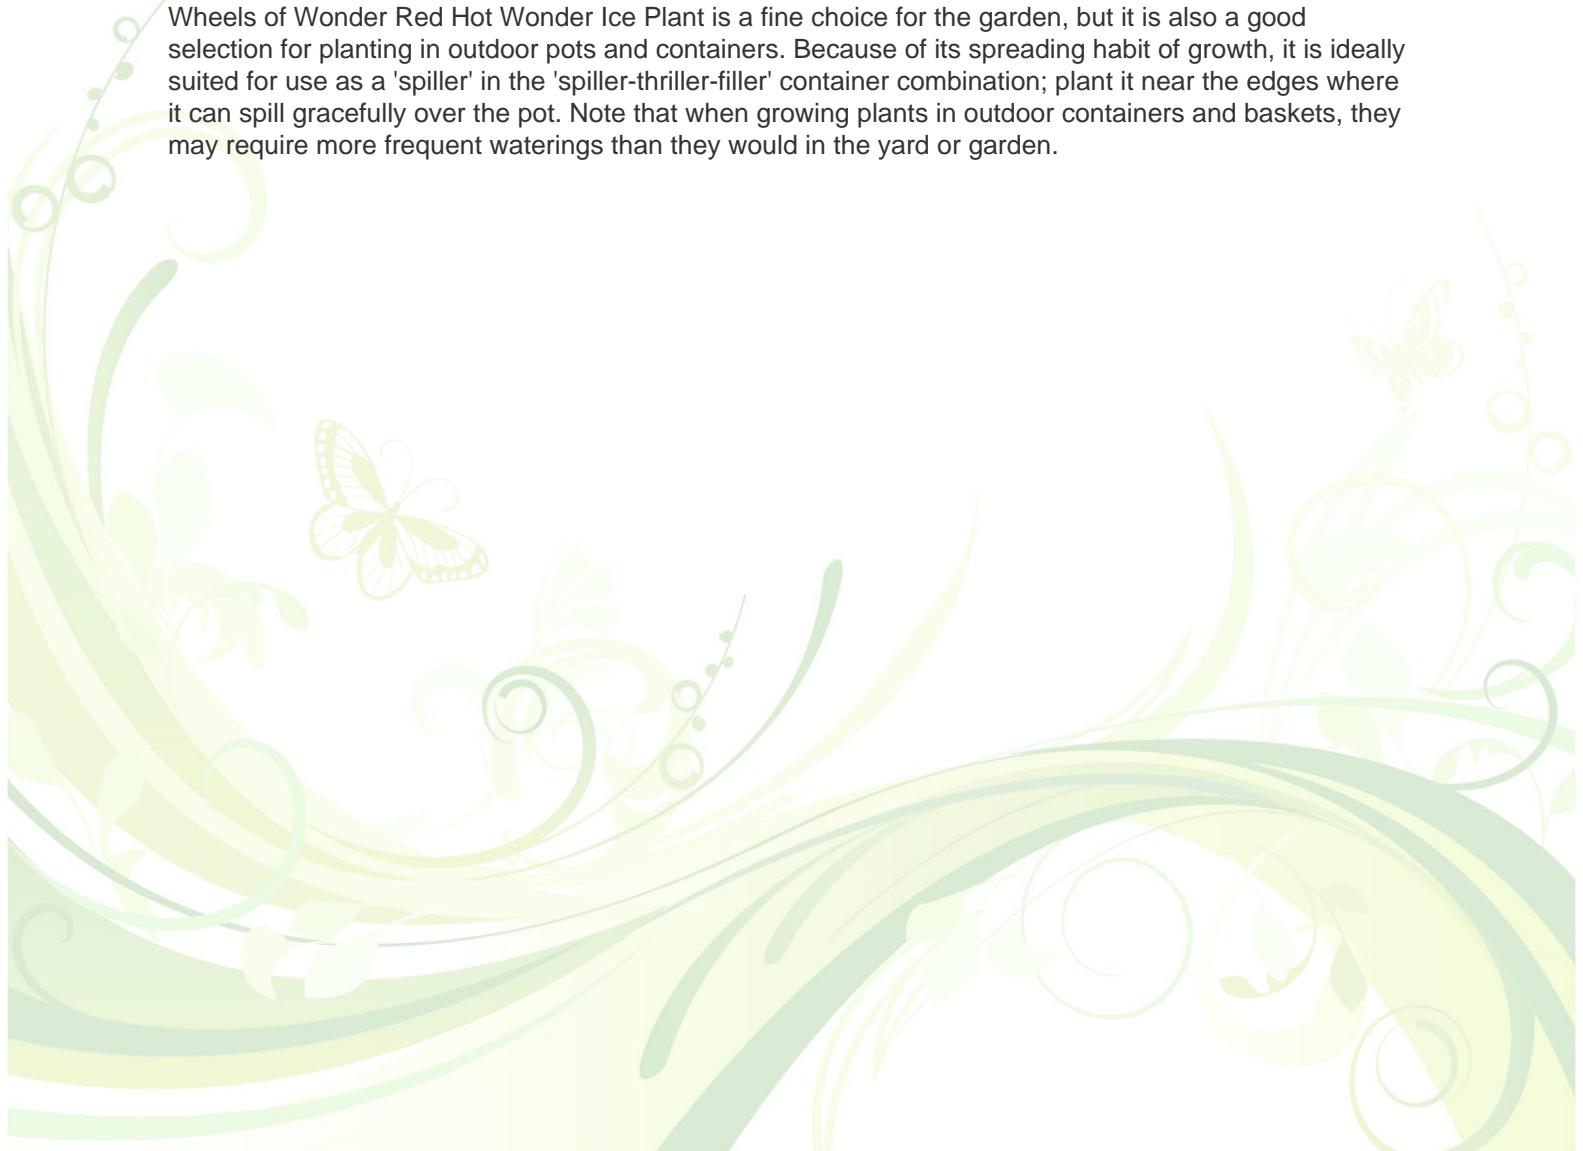 Wheels of Wonder Red Hot Wonder Ice Plant is a fine choice for the garden, but it is also a good
selection for planting in outdoor pots and containers. Because of its spreading habit of growth, it is ideally
suited for use as a 'spiller' in the 'spiller-thriller-filler' container combination; plant it near the edges where
it can spill gracefully over the pot. Note that when growing plants in outdoor containers and baskets, they
may require more frequent waterings than they would in the yard or garden.